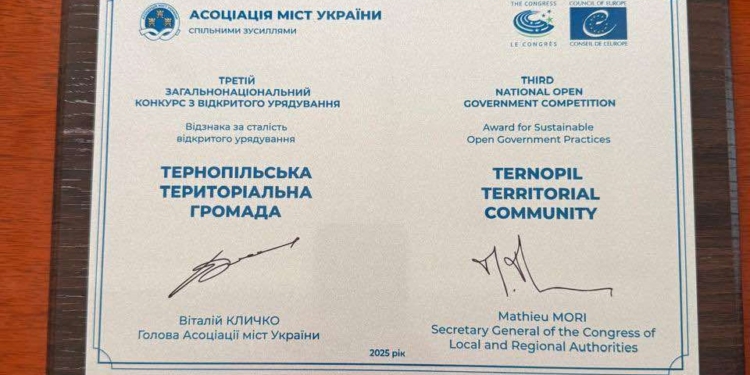 АСОЦІАЦІЯ МІСТ УКРАЇНИ
СПІЛЬНИМИ ЗУСИЛЛЯМИ
THE CONGRESS
LE CONGRÈS
COUNCIL OF EUROPE
CONSEIL DE L'EUROPE
ТРЕТІЙ
ЗАГАЛЬНОНАЦІОНАЛЬНИЙ
КОНКУРС З ВІДКРИТОГО УРЯДУВАННЯ
Відзнака за сталість
відкритого урядування
ТЕРНОПІЛЬСЬКА
ТЕРИТОРІАЛЬНА
ГРОМАДА
Віталій КЛИЧКО
Голова Асоціації міст України
THIRD
NATIONAL OPEN
GOVERNMENT COMPETITION
Award for Sustainable
Open Government Practices
TERNOPIL
TERRITORIAL
COMMUNITY
Mathieu MORI
Secretary General of the Congress of
Local and Regional Authorities
2025 рік